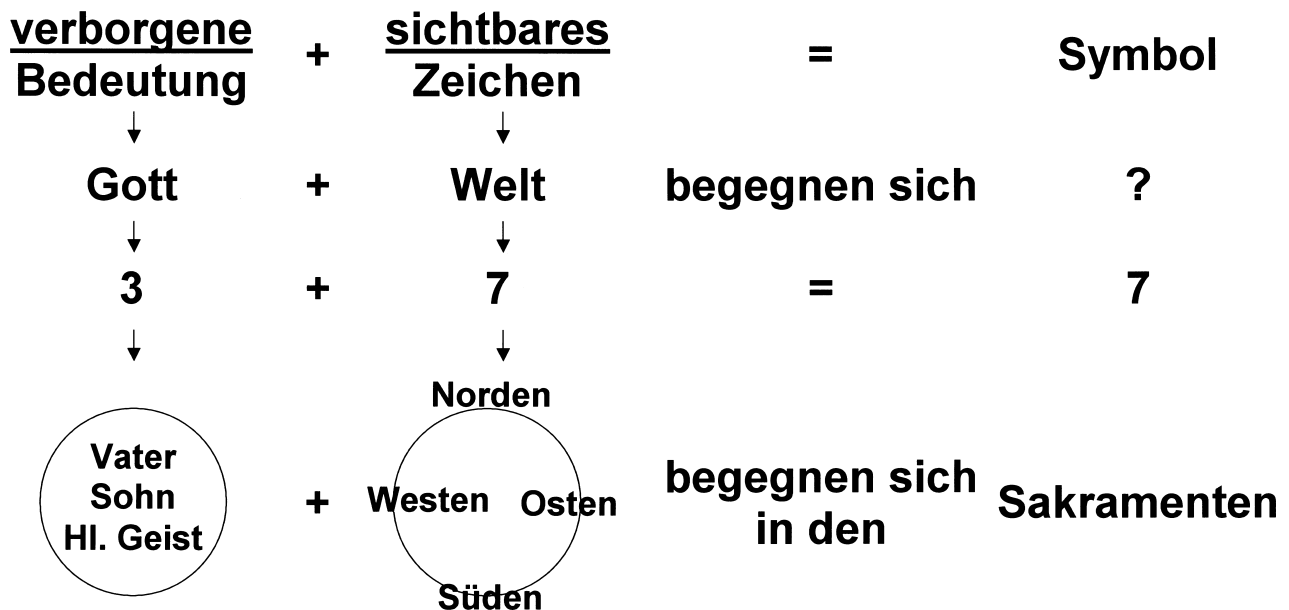 verborgene + sichtbares = Symbol
Bedeutung Zeichen
Gott + Welt begegnen sich ?
3 + 7 = 7
Norden
Vater
Sohn
Hl. Geist
+
Westen Osten
Süden
begegnen sich
in den
Sakramenten